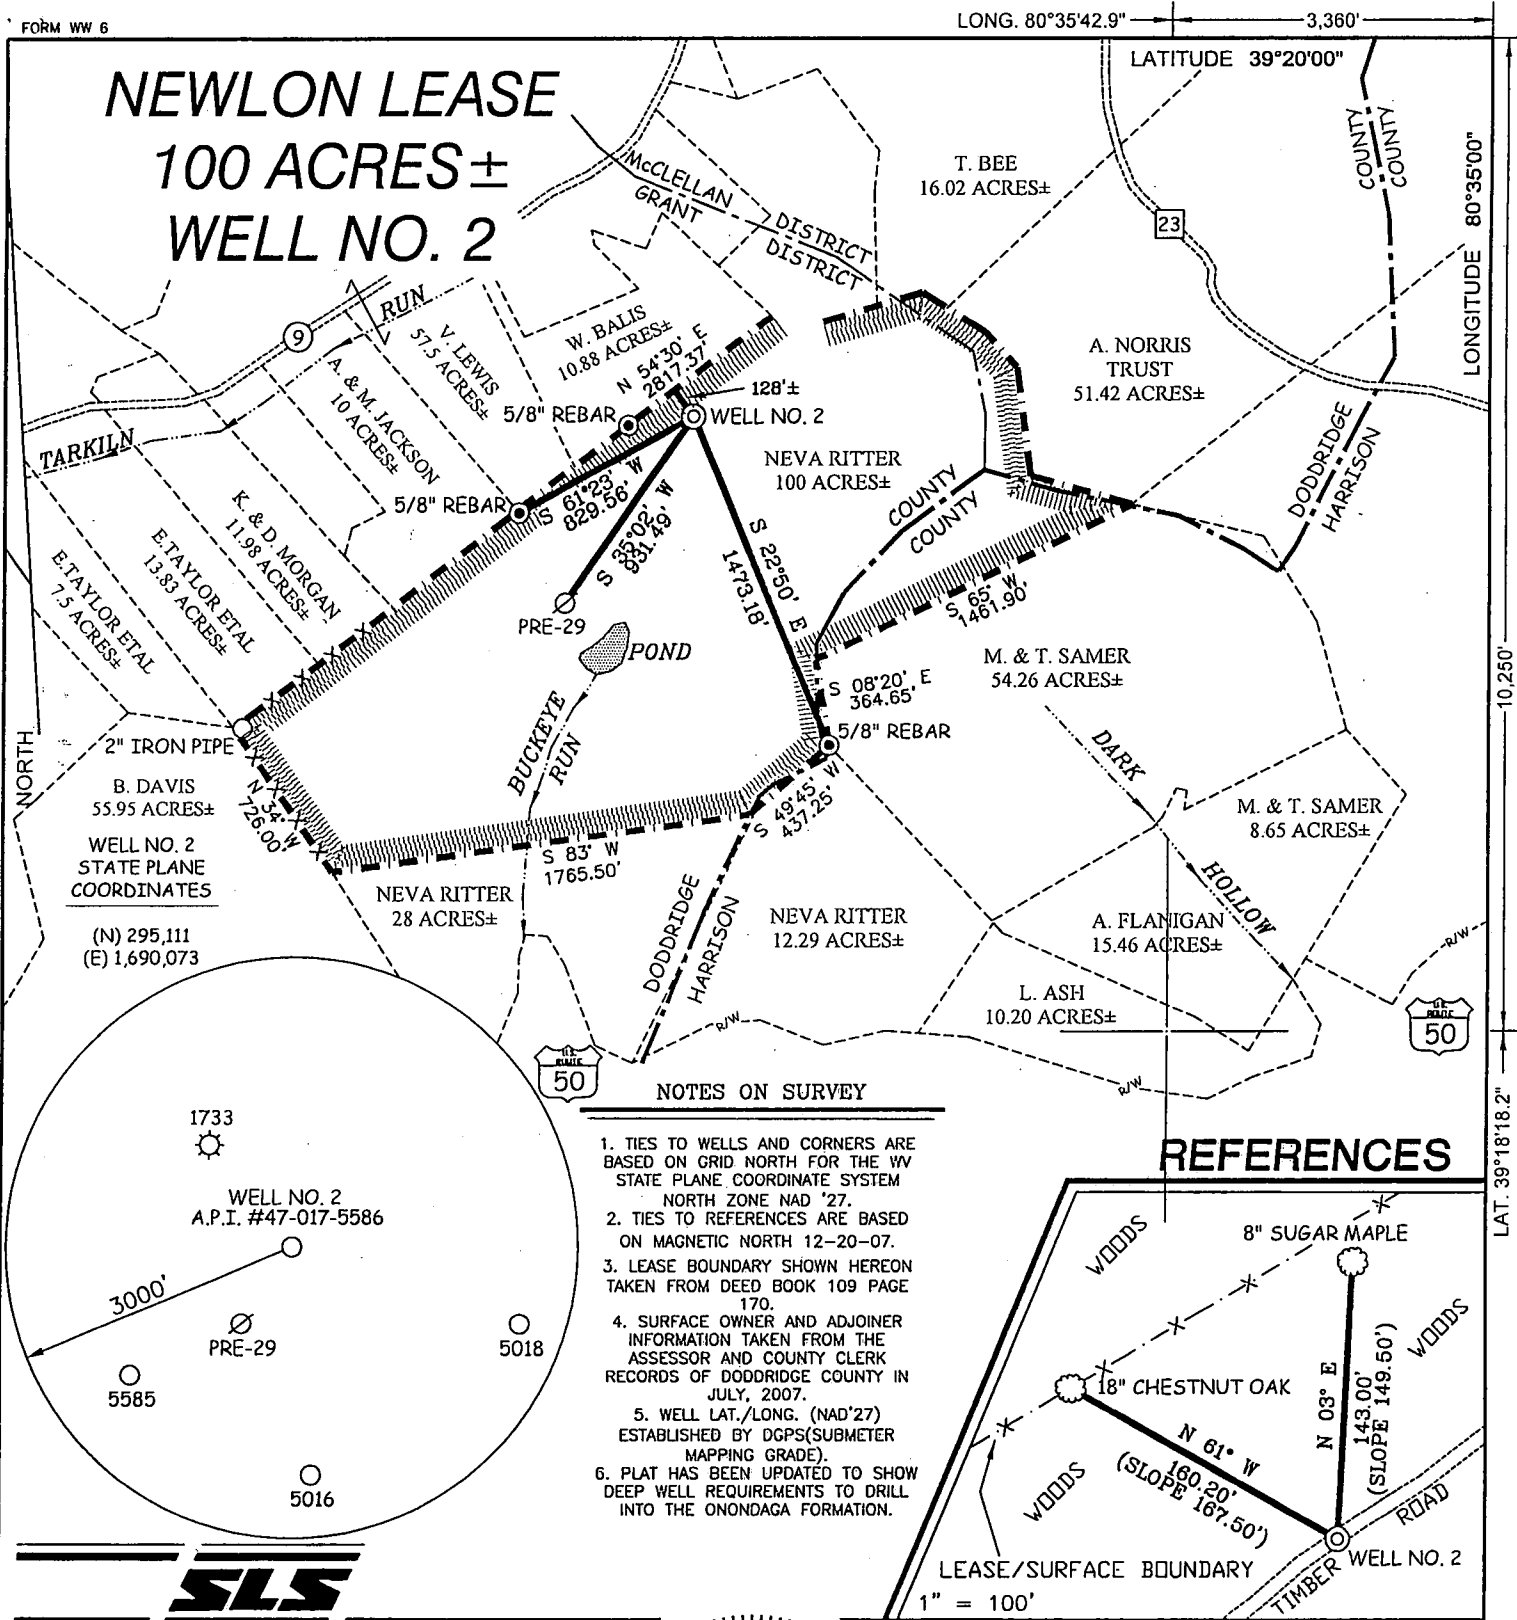 FORM WW 6
LONG. 80°35'42.9"
3,360'
LATITUDE 39°20'00"
NEWLON LEASE
100 ACRES±
WELL NO. 2
McCLELLAN DISTRICT
GRANT DISTRICT
T. BEE
16.02 ACRES±
23
COUNTY
COUNTY
LONGITUDE 80°35'00"
9
TARKILN RUN
V. LEWIS
57.5 ACRES±
W. BALIS
10.88 ACRES±
N 54°30' E
2817.37'
128'±
A. NORRIS
TRUST
51.42 ACRES±
A. & M. JACKSON
10 ACRES±
5/8" REBAR
WELL NO. 2
NEVA RITTER
100 ACRES±
COUNTY
COUNTY
DODDRIDGE
HARRISON
5/8" REBAR
S 61°23' W
829.56'
K. & D. MORGAN
11.98 ACRES±
E.TAYLOR ETAL
13.83 ACRES±
E.TAYLOR ETAL
7.5 ACRES±
S 35°02' W
931.49'
S 22°50' E
1473.18'
S 65° W
1461.90'
PRE-29
POND
M. & T. SAMER
54.26 ACRES±
S 08°20' E
364.65'
10,250'
5/8" REBAR
NORTH
2" IRON PIPE
BUCKEYE
RUN
DARK
HOLLOW
B. DAVIS
55.95 ACRES±
N 34° W
726.00'
S 49°45' W
437.25'
M. & T. SAMER
8.65 ACRES±
WELL NO. 2
STATE PLANE
COORDINATES
(N) 295,111
(E) 1,690,073
S 83° W
1765.50'
NEVA RITTER
28 ACRES±
DODDRIDGE
HARRISON
NEVA RITTER
12.29 ACRES±
A. FLANIGAN
15.46 ACRES±
L. ASH
10.20 ACRES±
R/W
R/W
R/W
U.S.
ROUTE
50
U.S.
ROUTE
50
LAT. 39°18'18.2"
1733
WELL NO. 2
A.P.I. #47-017-5586
3000'
PRE-29
5018
5585
5016
NOTES ON SURVEY
1. TIES TO WELLS AND CORNERS ARE
BASED ON GRID NORTH FOR THE WV
STATE PLANE COORDINATE SYSTEM
NORTH ZONE NAD '27.
2. TIES TO REFERENCES ARE BASED
ON MAGNETIC NORTH 12-20-07.
3. LEASE BOUNDARY SHOWN HEREON
TAKEN FROM DEED BOOK 109 PAGE
170.
4. SURFACE OWNER AND ADJOINER
INFORMATION TAKEN FROM THE
ASSESSOR AND COUNTY CLERK
RECORDS OF DODDRIDGE COUNTY IN
JULY, 2007.
5. WELL LAT./LONG. (NAD'27)
ESTABLISHED BY DGPS(SUBMETER
MAPPING GRADE).
6. PLAT HAS BEEN UPDATED TO SHOW
DEEP WELL REQUIREMENTS TO DRILL
INTO THE ONONDAGA FORMATION.
REFERENCES
WOODS
8" SUGAR MAPLE
WOODS
18" CHESTNUT OAK
N 03° E
143.00'
(SLOPE 149.50')
N 61° W
160.20'
(SLOPE 167.50')
WOODS
LEASE/SURFACE BOUNDARY
WELL NO. 2
TIMBER ROAD
1" = 100'
SLS